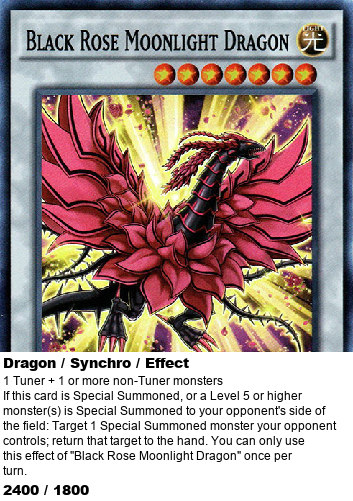 BLACK ROSE MOONLIGHT DRAGON
LIGHT
光
Dragon / Synchro / Effect
1 Tuner + 1 or more non-Tuner monsters
If this card is Special Summoned, or a Level 5 or higher
monster(s) is Special Summoned to your opponent's side of
the field: Target 1 Special Summoned monster your opponent
controls; return that target to the hand. You can only use
this effect of "Black Rose Moonlight Dragon" once per
turn.
2400 / 1800